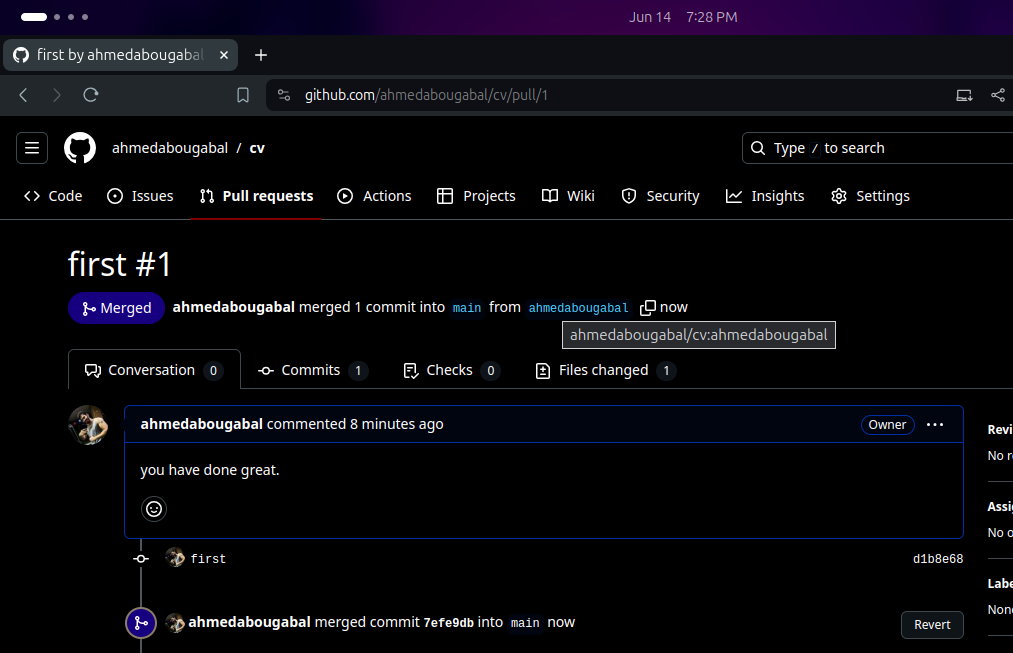 Jun 14 7:28 PM
first by ahmedabougabal
github.com/ahmedabougabal/cv/pull/1
ahmedabougabal / cv
Type / to search
Code Issues Pull requests Actions Projects Wiki Security Insights Settings
first #1
Merged ahmedabougabal merged 1 commit into main from ahmedabougabal now
ahmedabougabal/cv:ahmedabougabal
Conversation 0 Commits 1 Checks 0 Files changed 1
ahmedabougabal commented 8 minutes ago Owner
Revi
No re
you have done great.
Assig
No o
first d1b8e68
Labe
None
ahmedabougabal merged commit 7efe9db into main now Revert